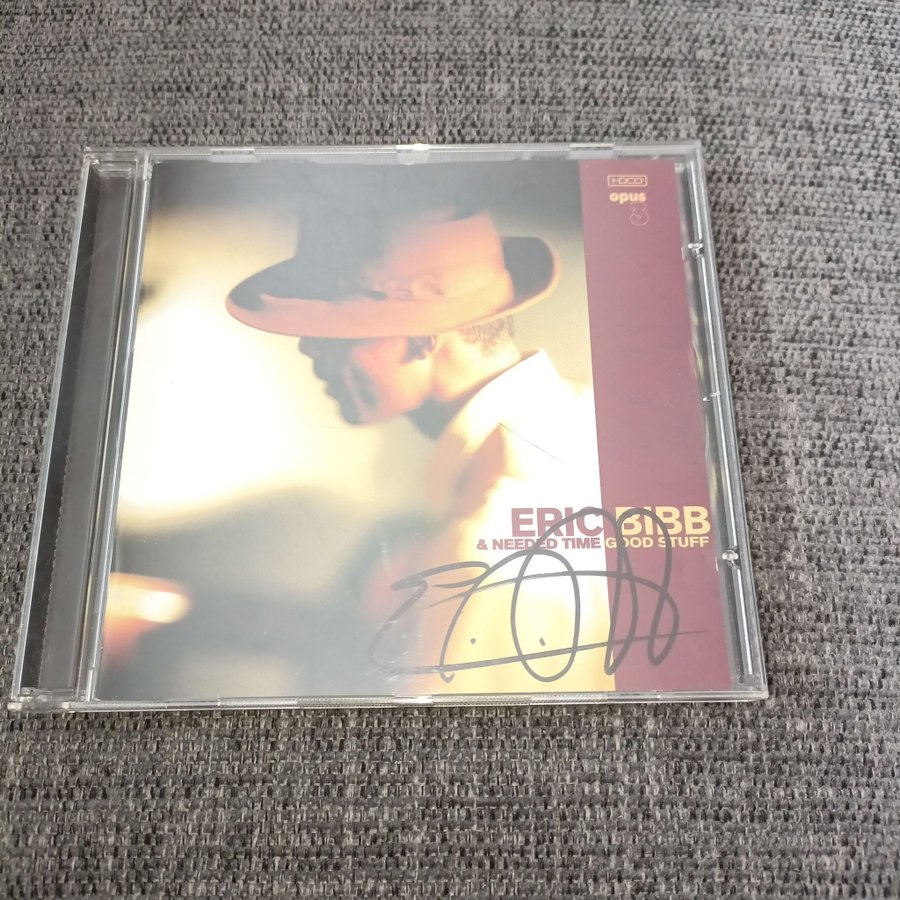 HDCD
opus
3
ERIC BIBB
& NEEDED TIME GOOD STUFF